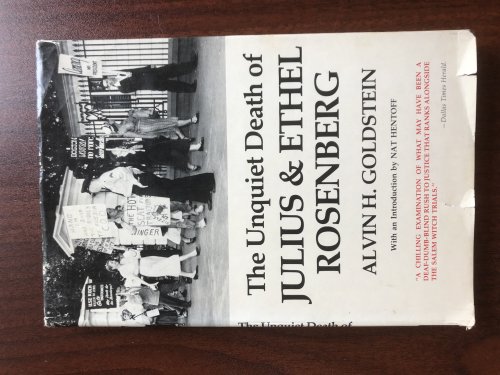 The Unquiet Death of
JULIUS & ETHEL
ROSENBERG
ALVIN H. GOLDSTEIN
With an Introduction by NAT HENTOFF
"A CHILLING EXAMINATION OF WHAT MAY HAVE BEEN A
DEAF-DUMB-BLIND RUSH TO JUSTICE THAT RANKS ALONGSIDE
THE SALEM WITCH TRIALS."
—Dallas Times Herald.
The Unquiet Death of